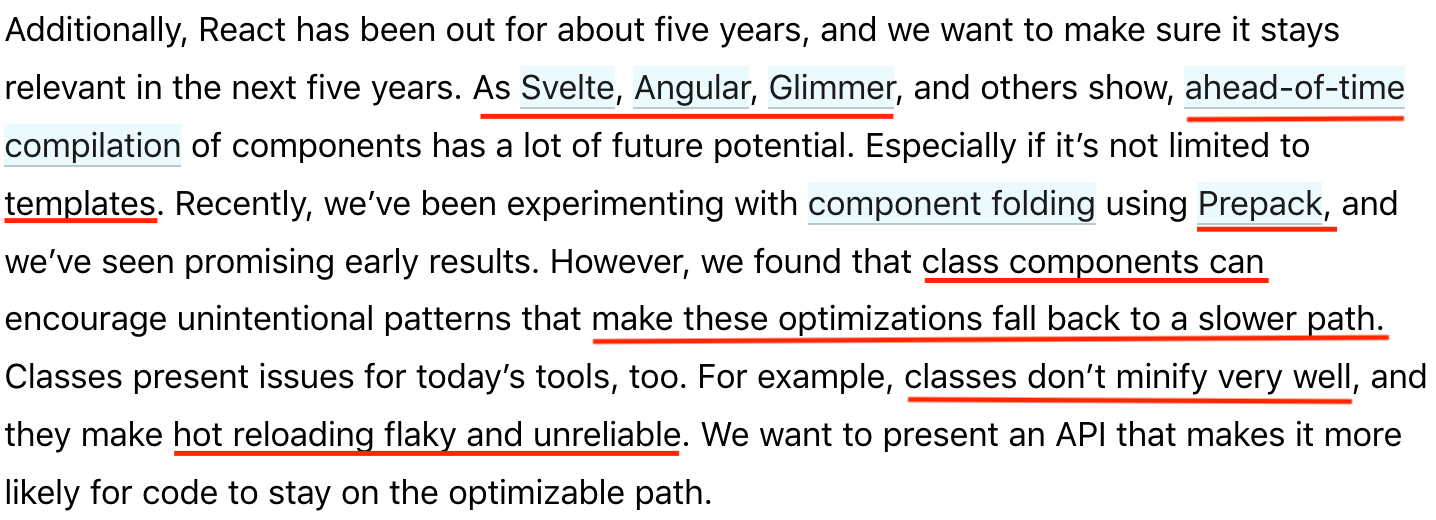 Additionally, React has been out for about five years, and we want to make sure it stays
relevant in the next five years. As Svelte, Angular, Glimmer, and others show, ahead-of-time
compilation of components has a lot of future potential. Especially if it’s not limited to
templates. Recently, we’ve been experimenting with component folding using Prepack, and
we’ve seen promising early results. However, we found that class components can
encourage unintentional patterns that make these optimizations fall back to a slower path.
Classes present issues for today’s tools, too. For example, classes don’t minify very well, and
they make hot reloading flaky and unreliable. We want to present an API that makes it more
likely for code to stay on the optimizable path.